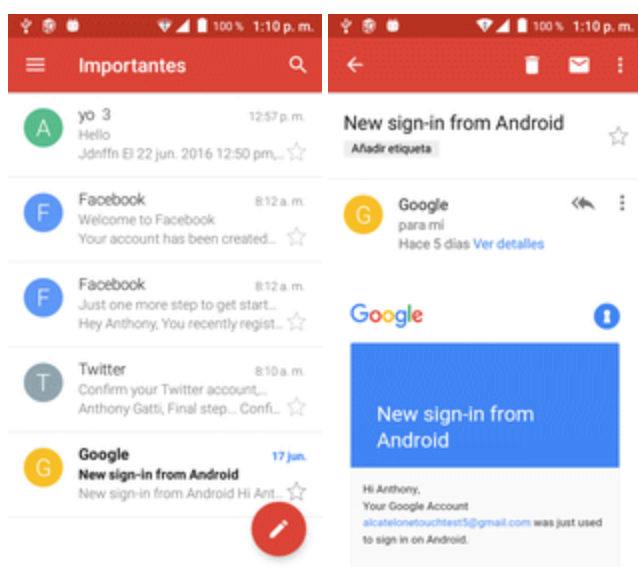 100 % 1:10 p. m.
Importantes
A
yo 3
12:57 p. m.
Hello
Jdnffn El 22 jun. 2016 12:50 pm,...
F
Facebook
8:12 a. m.
Welcome to Facebook
Your account has been created...
F
Facebook
8:12 a. m.
Just one more step to get start...
Hey Anthony, You recently regist...
T
Twitter
8:10 a. m.
Confirm your Twitter account,...
Anthony Gatti, Final step... Confi...
G
Google
17 jun.
New sign-in from Android
New sign-in from Android Hi Ant...
100 % 1:10 p. m.
New sign-in from Android
Añadir etiqueta
G
Google
para mí
Hace 5 días Ver detalles
Google
New sign-in from
Android
Hi Anthony,
Your Google Account
alcatelonetouchtest5@gmail.com was just used
to sign in on Android.